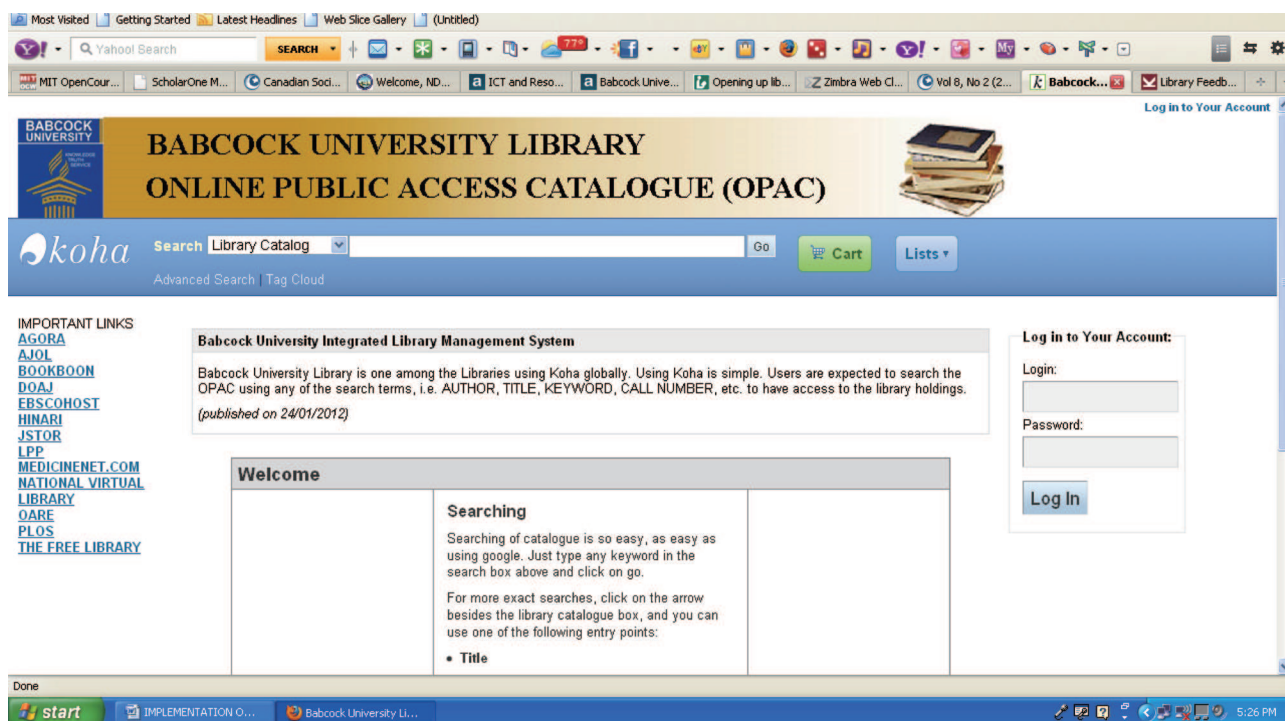 Most Visited Getting Started Latest Headlines Web Slice Gallery (Untitled)
Yahoo! Search SEARCH 77° eBY My
MIT OpenCour... ScholarOne M... Canadian Soci... Welcome, ND... ICT and Reso... Babcock Unive... Opening up lib... Zimbra Web Cl... Vol 8, No 2 (2... Babcock... Library Feedb...
Log in to Your Account
BABCOCK
UNIVERSITY
KNOWLEDGE
TRUTH
SERVICE
BABCOCK UNIVERSITY LIBRARY
ONLINE PUBLIC ACCESS CATALOGUE (OPAC)
koha Search Library Catalog Go Cart Lists
Advanced Search | Tag Cloud
IMPORTANT LINKS
AGORA
AJOL
BOOKBOON
DOAJ
EBSCOHOST
HINARI
JSTOR
LPP
MEDICINENET.COM
NATIONAL VIRTUAL
LIBRARY
OARE
PLOS
THE FREE LIBRARY
Babcock University Integrated Library Management System
Babcock University Library is one among the Libraries using Koha globally. Using Koha is simple. Users are expected to search the
OPAC using any of the search terms, i.e. AUTHOR, TITLE, KEYWORD, CALL NUMBER, etc. to have access to the library holdings.
(published on 24/01/2012)
Welcome
Searching
Searching of catalogue is so easy, as easy as
using google. Just type any keyword in the
search box above and click on go.
For more exact searches, click on the arrow
besides the library catalogue box, and you can
use one of the following entry points:
• Title
Log in to Your Account:
Login:
Password:
Log In
Done
start IMPLEMENTATION O... Babcock University Li... 5:26 PM